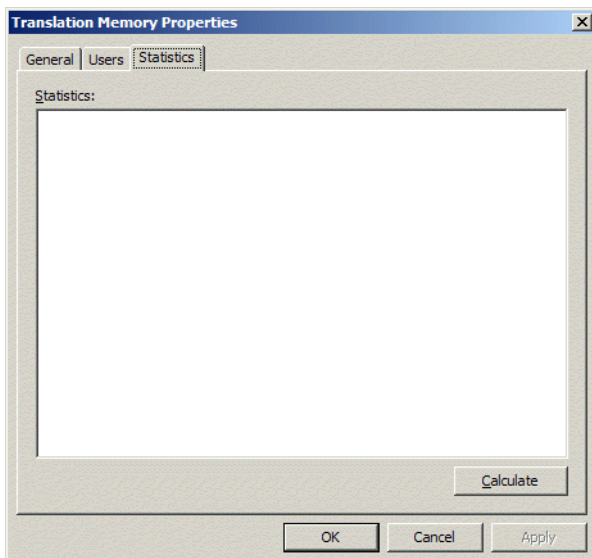 Translation Memory Properties
General Users Statistics
Statistics:
Calculate
OK Cancel Apply